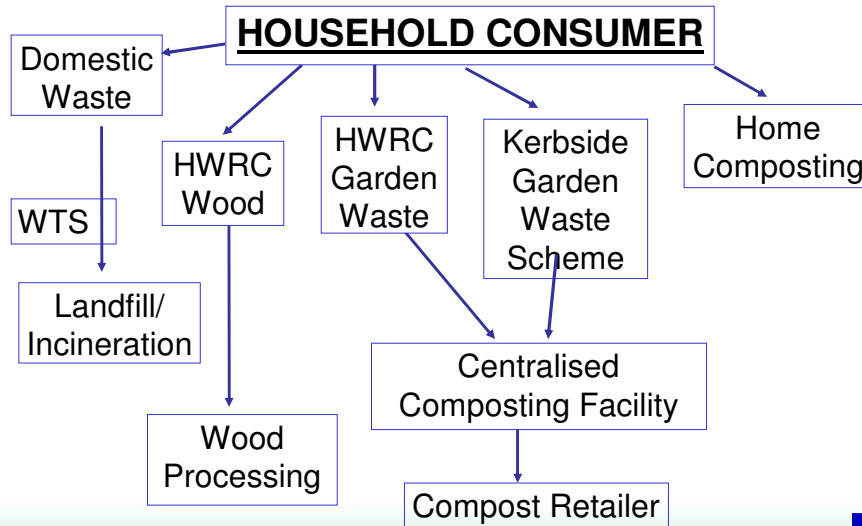 HOUSEHOLD CONSUMER
Domestic
Waste
HWRC
Wood
HWRC
Garden
Waste
Kerbside
Garden
Waste
Scheme
Home
Composting
WTS
Landfill/
Incineration
Centralised
Composting Facility
Wood
Processing
Compost Retailer